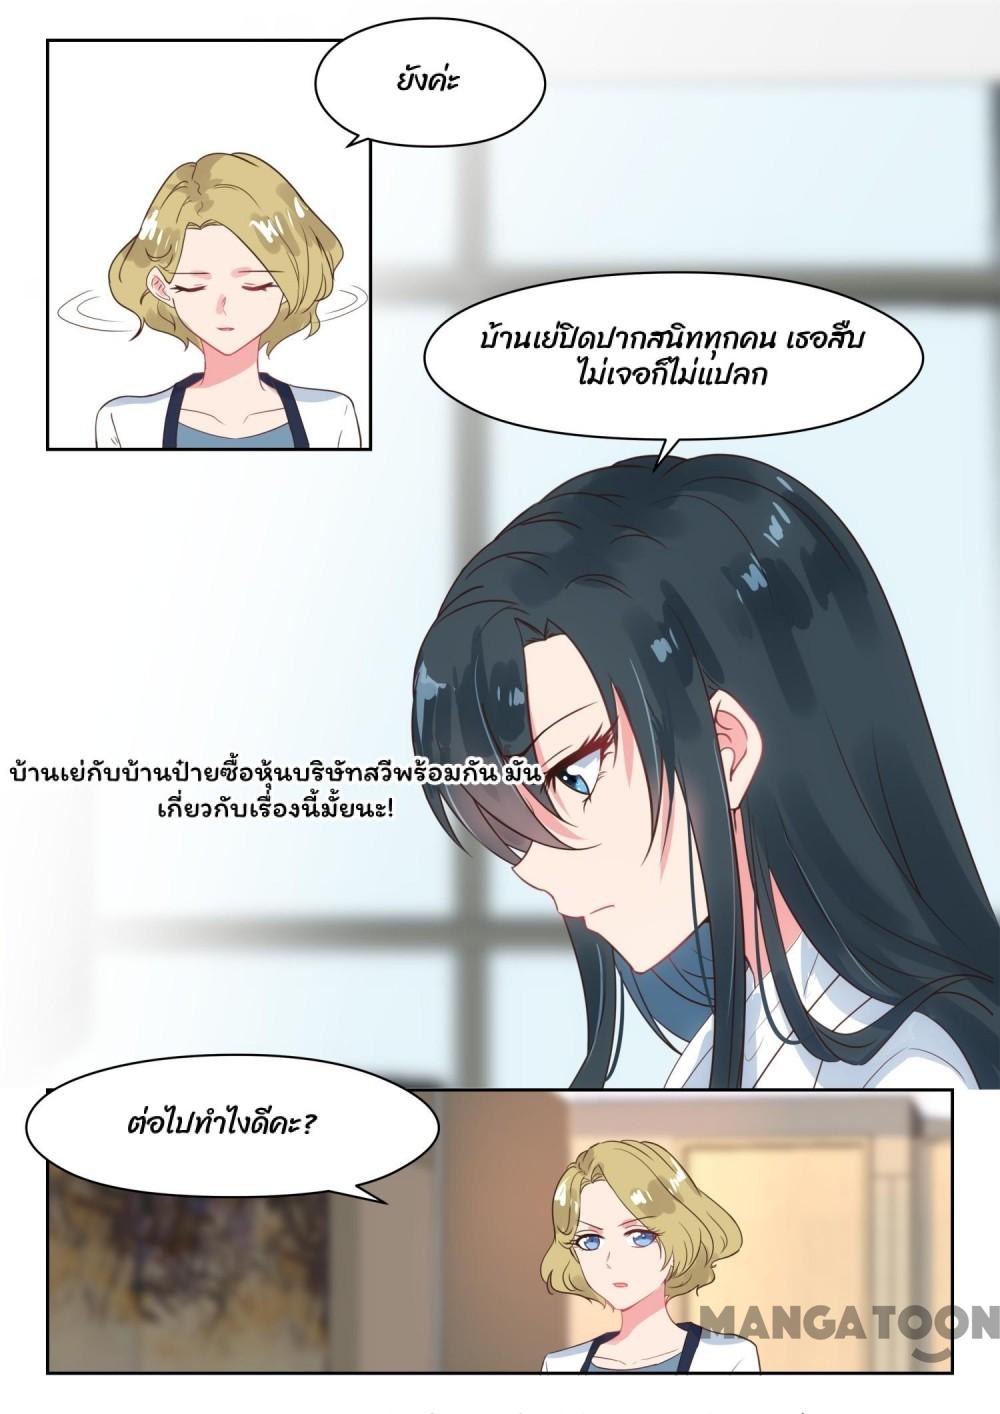 ยังค่ะ
บ้านเย่ปิดปากสนิททุกคน เธอสืบ
ไม่เจอก็ไม่แปลก
บ้านเย่กับบ้านป๋ายซื้อหุ้นบริษัทสวีพร้อมกัน มัน
เกี่ยวกับเรื่องนี้มั้ยนะ!
ต่อไปทำไงดีคะ?
MANGATOON